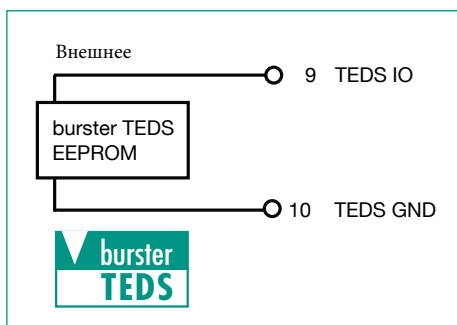 Внешнее
9 TEDS IO
burster TEDS
EEPROM
10 TEDS GND
burster
TEDS